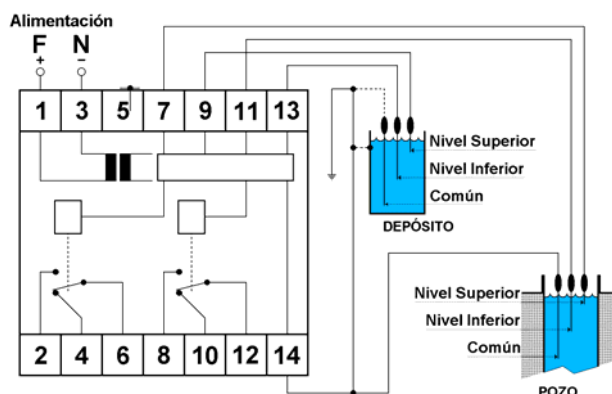 Alimentación
F N
+ −
1 3 5 7 9 11 13
Nivel Superior
Nivel Inferior
Común
DEPÓSITO
2 4 6 8 10 12 14
Nivel Superior
Nivel Inferior
Común
POZO